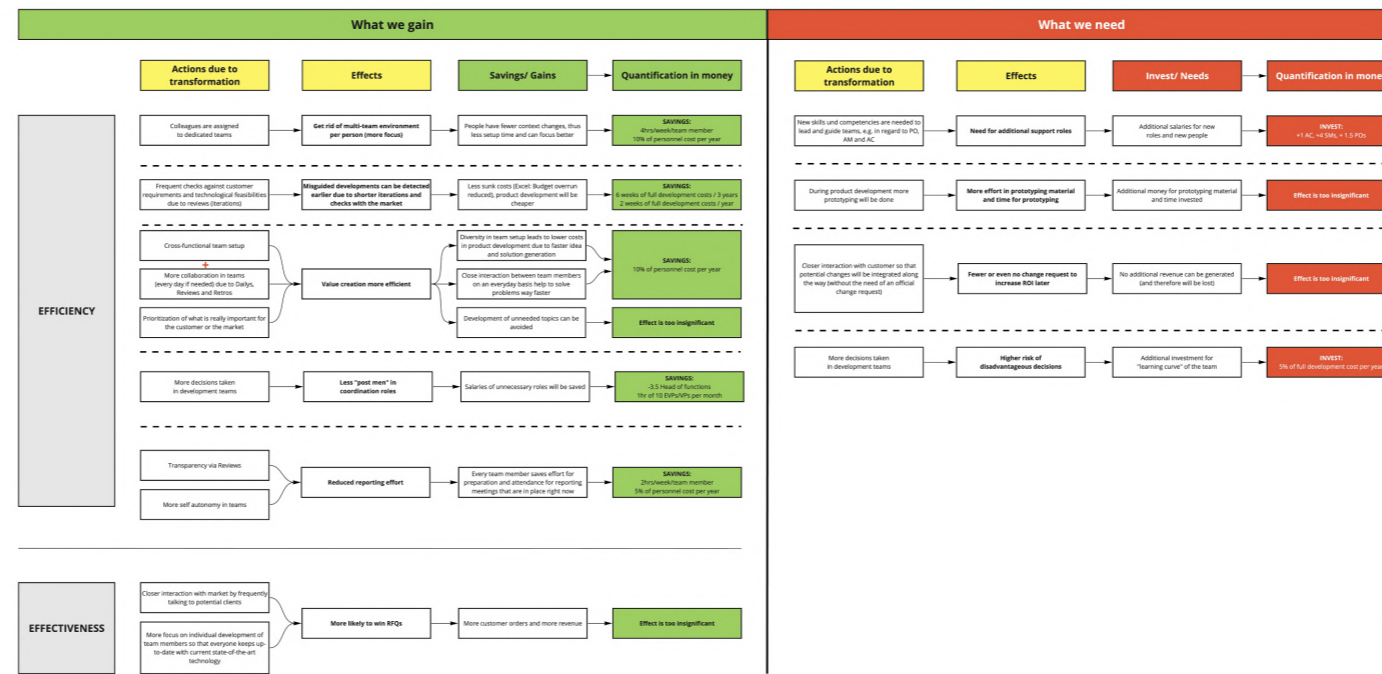 What we gain
What we need
Actions due to
transformation
Effects
Savings/ Gains
Quantification in money
EFFICIENCY
Colleagues are assigned
to dedicated teams
Get rid of multi-team environment
per person (more focus)
People have fewer context changes, thus
less setup time and can focus better
SAVINGS:
4hrs/week/team member
10% of personnel cost per year
Frequent checks against customer
requirements and technological feasibilities
due to reviews (iterations)
Misguided developments can be detected
earlier due to shorter iterations and
checks with the market
Less sunk costs (Excel: Budget overrun
reduced), product development will be
cheaper
SAVINGS:
6 weeks of full development costs / 3 years
2 weeks of full development costs / year
Cross-functional team setup
+
More collaboration in teams
(every day if needed) due to Dailys,
Reviews and Retros
Prioritization of what is really important for
the customer or the market
Value creation more efficient
Diversity in team setup leads to lower costs
in product development due to faster idea
and solution generation
Close interaction between team members
on an everyday basis help to solve
problems way faster
Development of unneeded topics can be
avoided
SAVINGS:
10% of personnel cost per year
Effect is too insignificant
More decisions taken
in development teams
Less "post men" in
coordination roles
Salaries of unnecessary roles will be saved
SAVINGS:
-3.5 Head of functions
1hr of 10 EVPs/VPs per month
Transparency via Reviews
More self autonomy in teams
Reduced reporting effort
Every team member saves effort for
preparation and attendance for reporting
meetings that are in place right now
SAVINGS:
2hrs/week/team member
5% of personnel cost per year
EFFECTIVENESS
Closer interaction with market by frequently
talking to potential clients
More focus on individual development of
team members so that everyone keeps up-
to-date with current state-of-the-art
technology
More likely to win RFQs
More customer orders and more revenue
Effect is too insignificant
Actions due to
transformation
Effects
Invest/ Needs
Quantification in mone
New skills und competencies are needed to
lead and guide teams, e.g. in regard to PO,
AM and AC
Need for additional support roles
Additional salaries for new
roles and new people
INVEST:
+1 AC, +4 SMs, + 1.5 POs
During product development more
prototyping will be done
More effort in prototyping material
and time for prototyping
Additional money for prototyping material
and time invested
Effect is too insignificant
Closer interaction with customer so that
potential changes will be integrated along
the way (without the need of an official
change request)
Fewer or even no change request to
increase ROI later
No additional revenue can be generated
(and therefore will be lost)
Effect is too insignificant
More decisions taken
in development teams
Higher risk of
disadvantageous decisions
Additional investment for
"learning curve" of the team
INVEST:
5% of full development cost per year